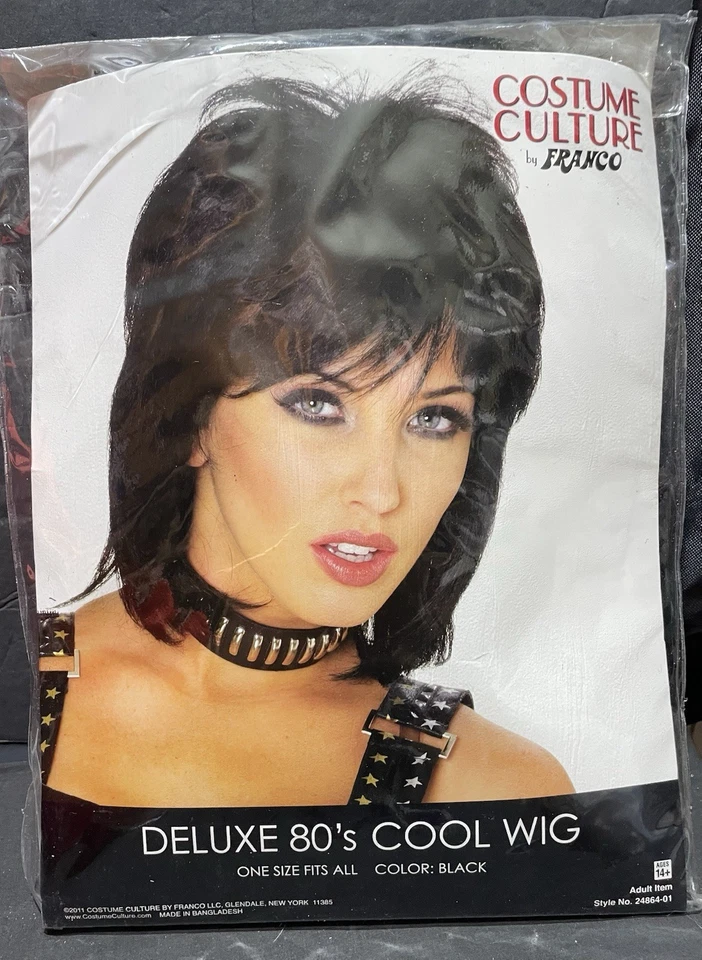 COSTUME
CULTURE
by FRANCO
DELUXE 80's COOL WIG
ONE SIZE FITS ALL COLOR: BLACK
AGES
14+
Adult Item
Style No. 24864-01
©2011 COSTUME CULTURE BY FRANCO LLC, GLENDALE, NEW YORK 11385
www.CostumeCulture.com MADE IN BANGLADESH